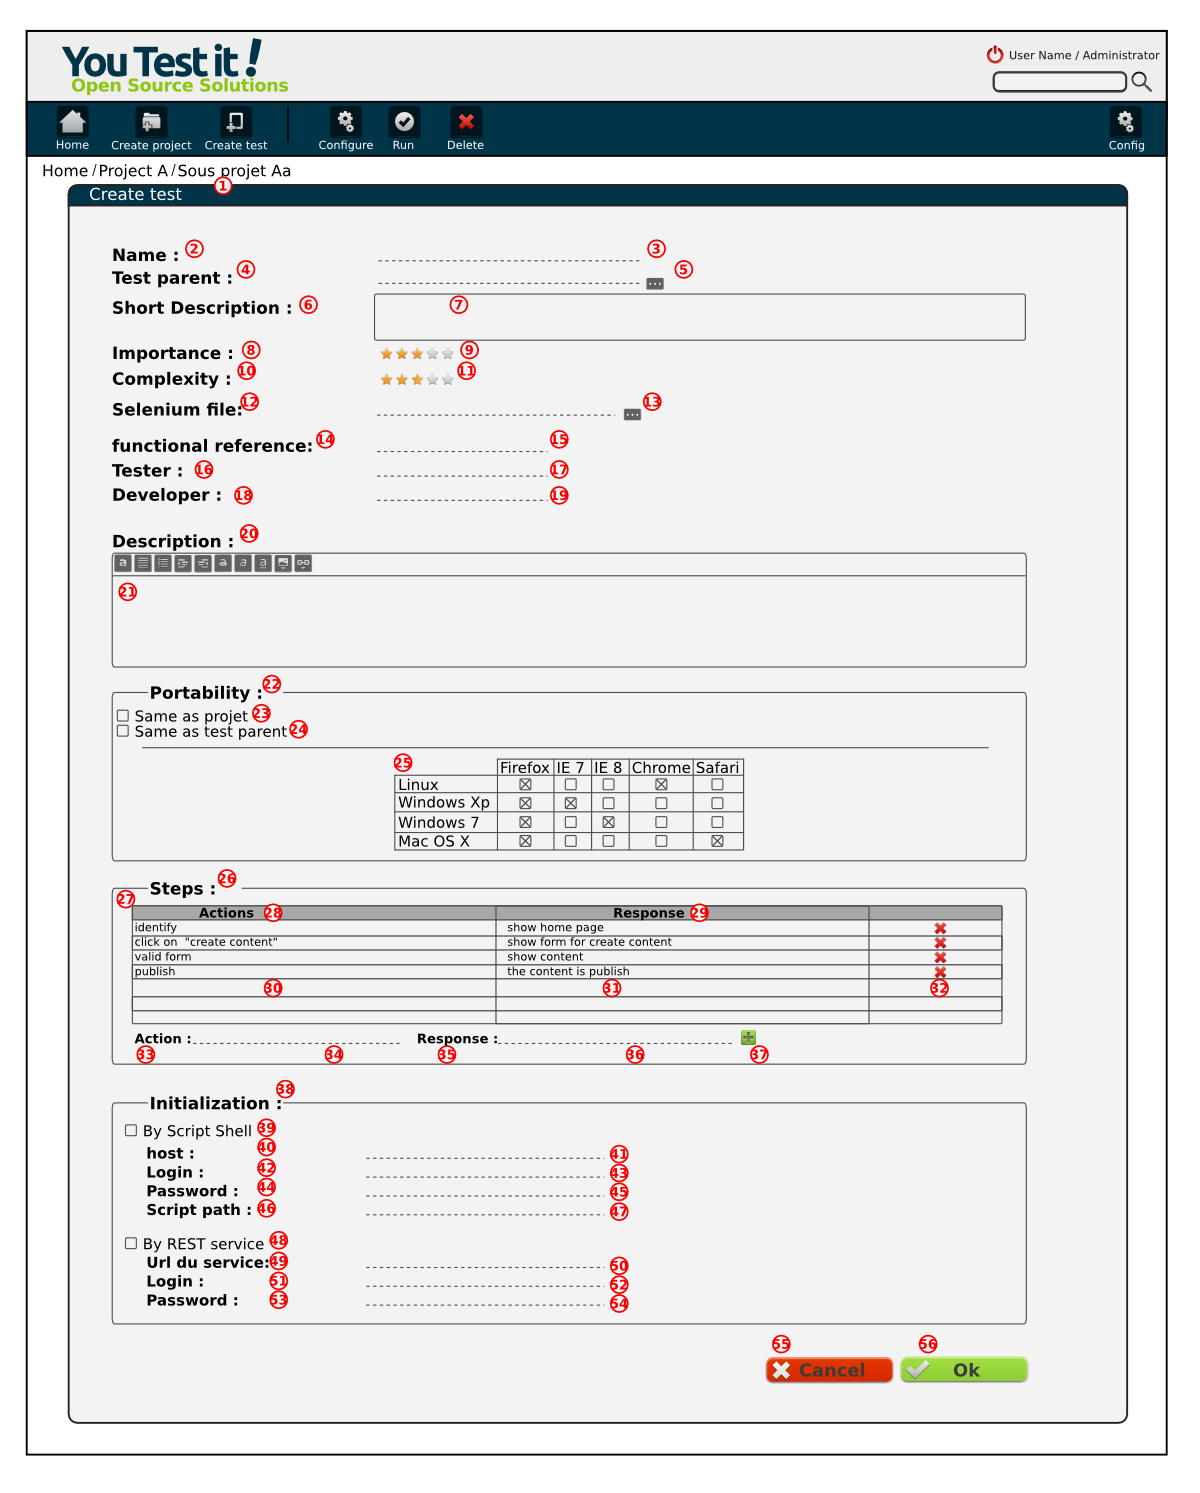 You Test it !
Open Source Solutions
User Name / Administrator
Home
Create project
Create test
Configure
Run
Delete
Config
Home / Project A / Sous projet Aa
1
Create test
Name : 2 3
Test parent : 4 ... 5
Short Description : 6 7
Importance : 8 9
Complexity : 10 11
Selenium file: 12 ... 13
functional reference: 14 15
Tester : 16 17
Developer : 18 19
Description : 20
a a a a
21
Portability : 22
Same as projet 23
Same as test parent 24
25
Firefox IE 7 IE 8 Chrome Safari
Linux
Windows Xp
Windows 7
Mac OS X
Steps : 26
27
Actions 28 Response 29
identify show home page
click on "create content" show form for create content
valid form show content
publish the content is publish
30 31 32
Action : Response :
33 34 35 36 37
38
Initialization :
By Script Shell 39
host : 40 41
Login : 42 43
Password : 44 45
Script path : 46 47
By REST service 48
Url du service: 49 50
Login : 51 52
Password : 53 54
55 56
Cancel Ok